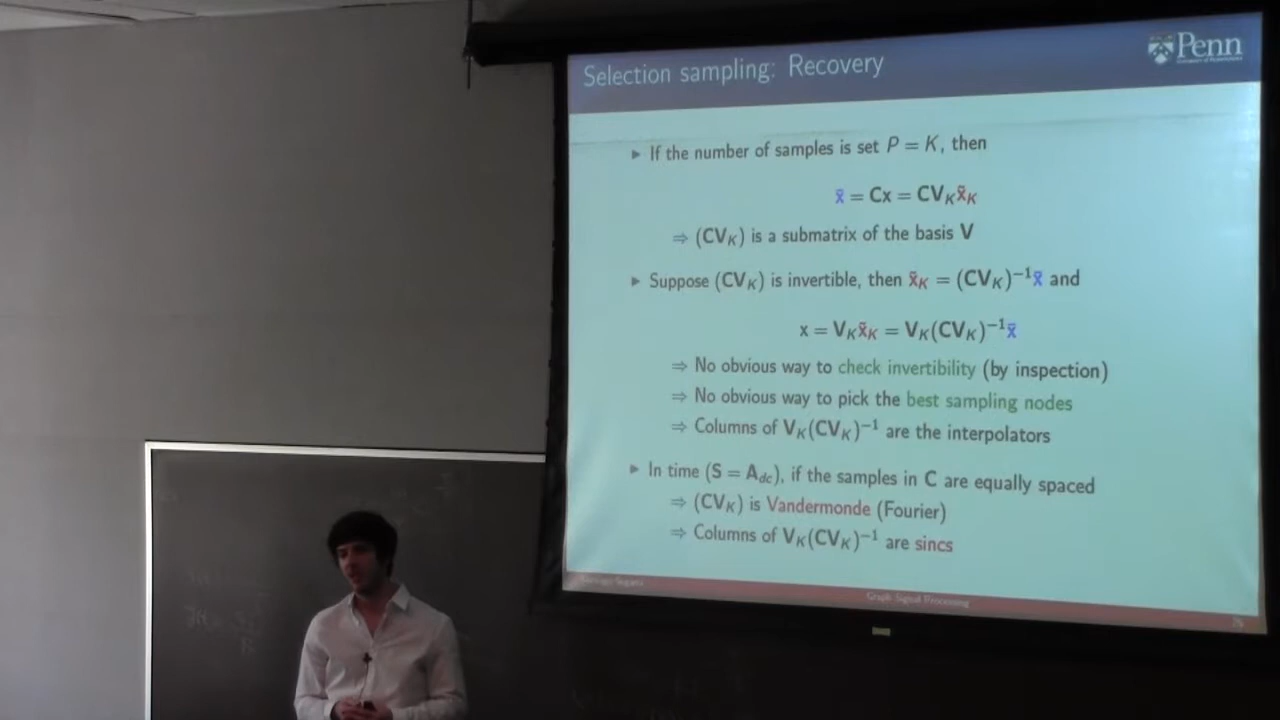 Selection sampling: Recovery
Penn
▶ If the number of samples is set P = K, then
x̄ = Cx = CV_K x̃_K
⇒ (CV_K) is a submatrix of the basis V
▶ Suppose (CV_K) is invertible, then x̃_K = (CV_K)⁻¹x̄ and
x = V_K x̃_K = V_K(CV_K)⁻¹x̄
⇒ No obvious way to check invertibility (by inspection)
⇒ No obvious way to pick the best sampling nodes
⇒ Columns of V_K(CV_K)⁻¹ are the interpolators
▶ In time (S = A_dc), if the samples in C are equally spaced
⇒ (CV_K) is Vandermonde (Fourier)
⇒ Columns of V_K(CV_K)⁻¹ are sincs
Graph Signal Processing